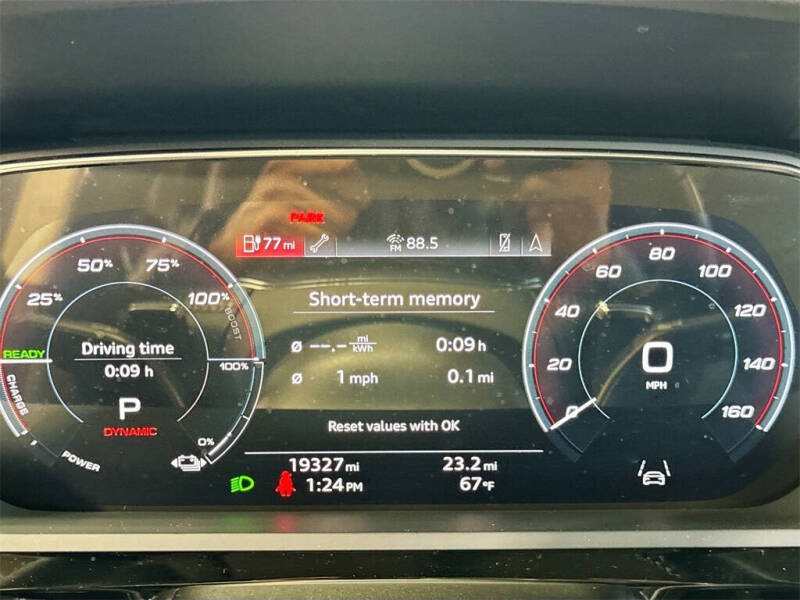 PARK
77 mi
FM 88.5
50% 75%
25% 100%
BOOST
READY
CHARGE
POWER
100%
0%
Driving time
0:09 h
P
DYNAMIC
Short-term memory
Ø --.- mi/kWh 0:09 h
Ø 1 mph 0.1 mi
Reset values with OK
19327 mi 23.2 mi
1:24 PM 67°F
0 20 40 60 80 100 120 140 160
0
MPH